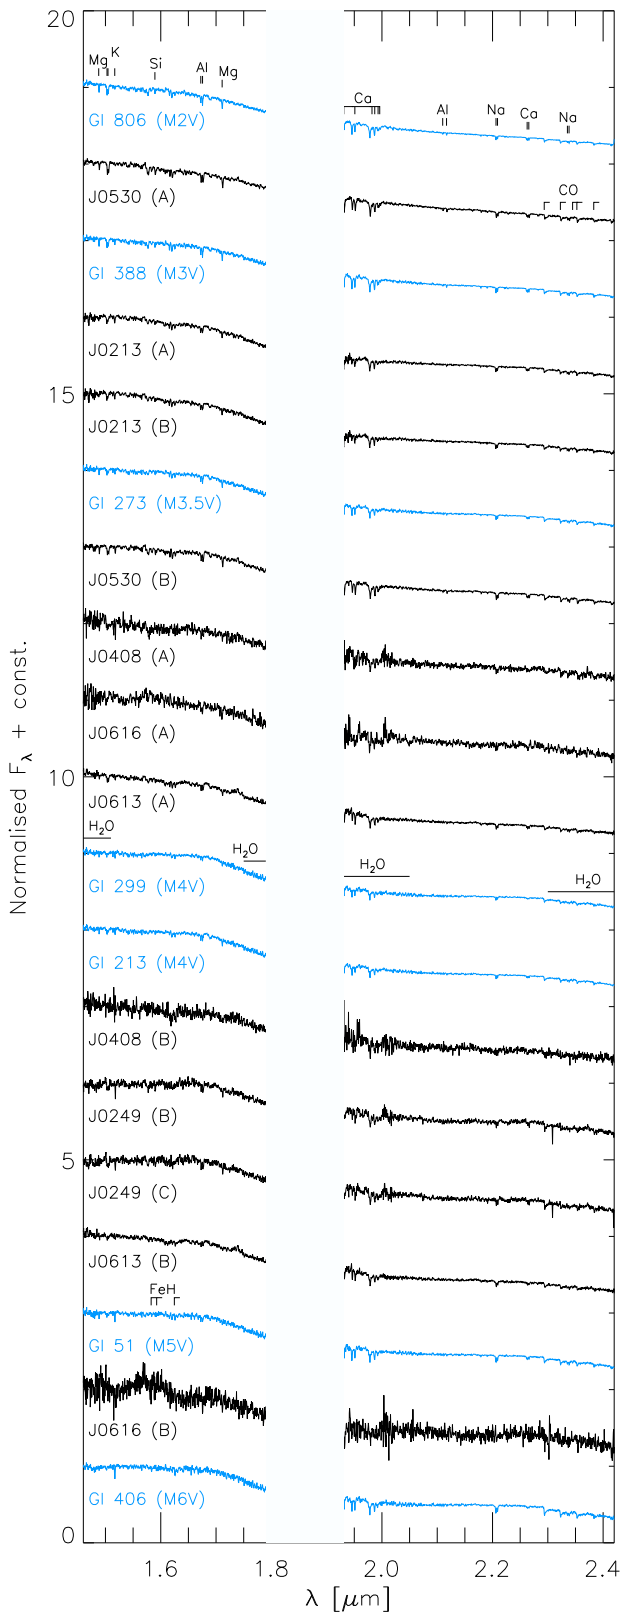 20
K
Mg
Si
Al
Mg
Gl 806 (M2V)
Ca
Al
Na
Ca
Na
J0530 (A)
CO
Gl 388 (M3V)
J0213 (A)
15
J0213 (B)
Gl 273 (M3.5V)
J0530 (B)
J0408 (A)
J0616 (A)
10
J0613 (A)
H₂O
H₂O
H₂O
H₂O
Gl 299 (M4V)
Gl 213 (M4V)
J0408 (B)
J0249 (B)
5
J0249 (C)
J0613 (B)
FeH
Gl 51 (M5V)
J0616 (B)
Gl 406 (M6V)
0
1.6
1.8
2.0
2.2
2.4
λ [μm]
Normalised F_λ + const.